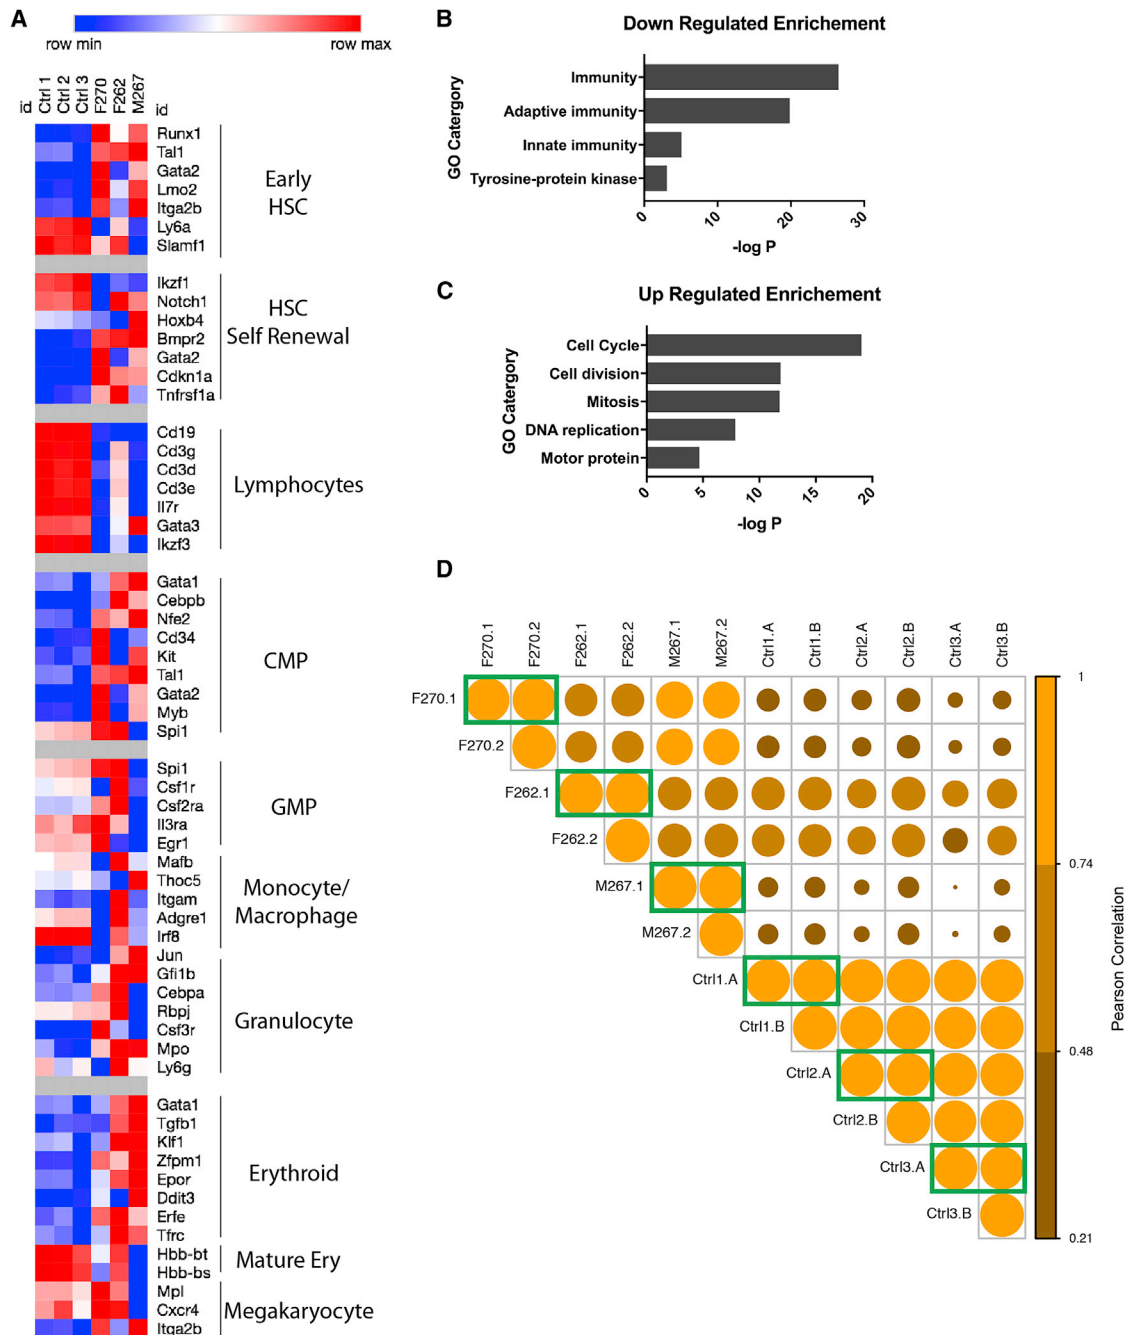 A
row min
row max
id
Ctrl 1
Ctrl 2
Ctrl 3
F270
F262
M267
id
Runx1
Tal1
Gata2
Lmo2
Itga2b
Ly6a
Slamf1
Early
HSC
Ikzf1
Notch1
Hoxb4
Bmpr2
Gata2
Cdkn1a
Tnfrsf1a
HSC
Self Renewal
Cd19
Cd3g
Cd3d
Cd3e
Il7r
Gata3
Ikzf3
Lymphocytes
Gata1
Cebpb
Nfe2
Cd34
Kit
Tal1
Gata2
Myb
Spi1
CMP
Spi1
Csf1r
Csf2ra
Il3ra
Egr1
GMP
Mafb
Thoc5
Itgam
Adgre1
Irf8
Jun
Monocyte/
Macrophage
Gfi1b
Cebpa
Rbpj
Csf3r
Mpo
Ly6g
Granulocyte
Gata1
Tgfb1
Klf1
Zfpm1
Epor
Ddit3
Erfe
Tfrc
Erythroid
Hbb-bt
Hbb-bs
Mature Ery
Mpl
Cxcr4
Itga2b
Megakaryocyte
B
Down Regulated Enrichement
GO Catergory
Immunity
Adaptive immunity
Innate immunity
Tyrosine-protein kinase
0
10
20
30
-log P
C
Up Regulated Enrichement
GO Catergory
Cell Cycle
Cell division
Mitosis
DNA replication
Motor protein
0
5
10
15
20
-log P
D
F270.1
F270.2
F262.1
F262.2
M267.1
M267.2
Ctrl1.A
Ctrl1.B
Ctrl2.A
Ctrl2.B
Ctrl3.A
Ctrl3.B
F270.1
F270.2
F262.1
F262.2
M267.1
M267.2
Ctrl1.A
Ctrl1.B
Ctrl2.A
Ctrl2.B
Ctrl3.A
Ctrl3.B
1
0.74
0.48
0.21
Pearson Correlation